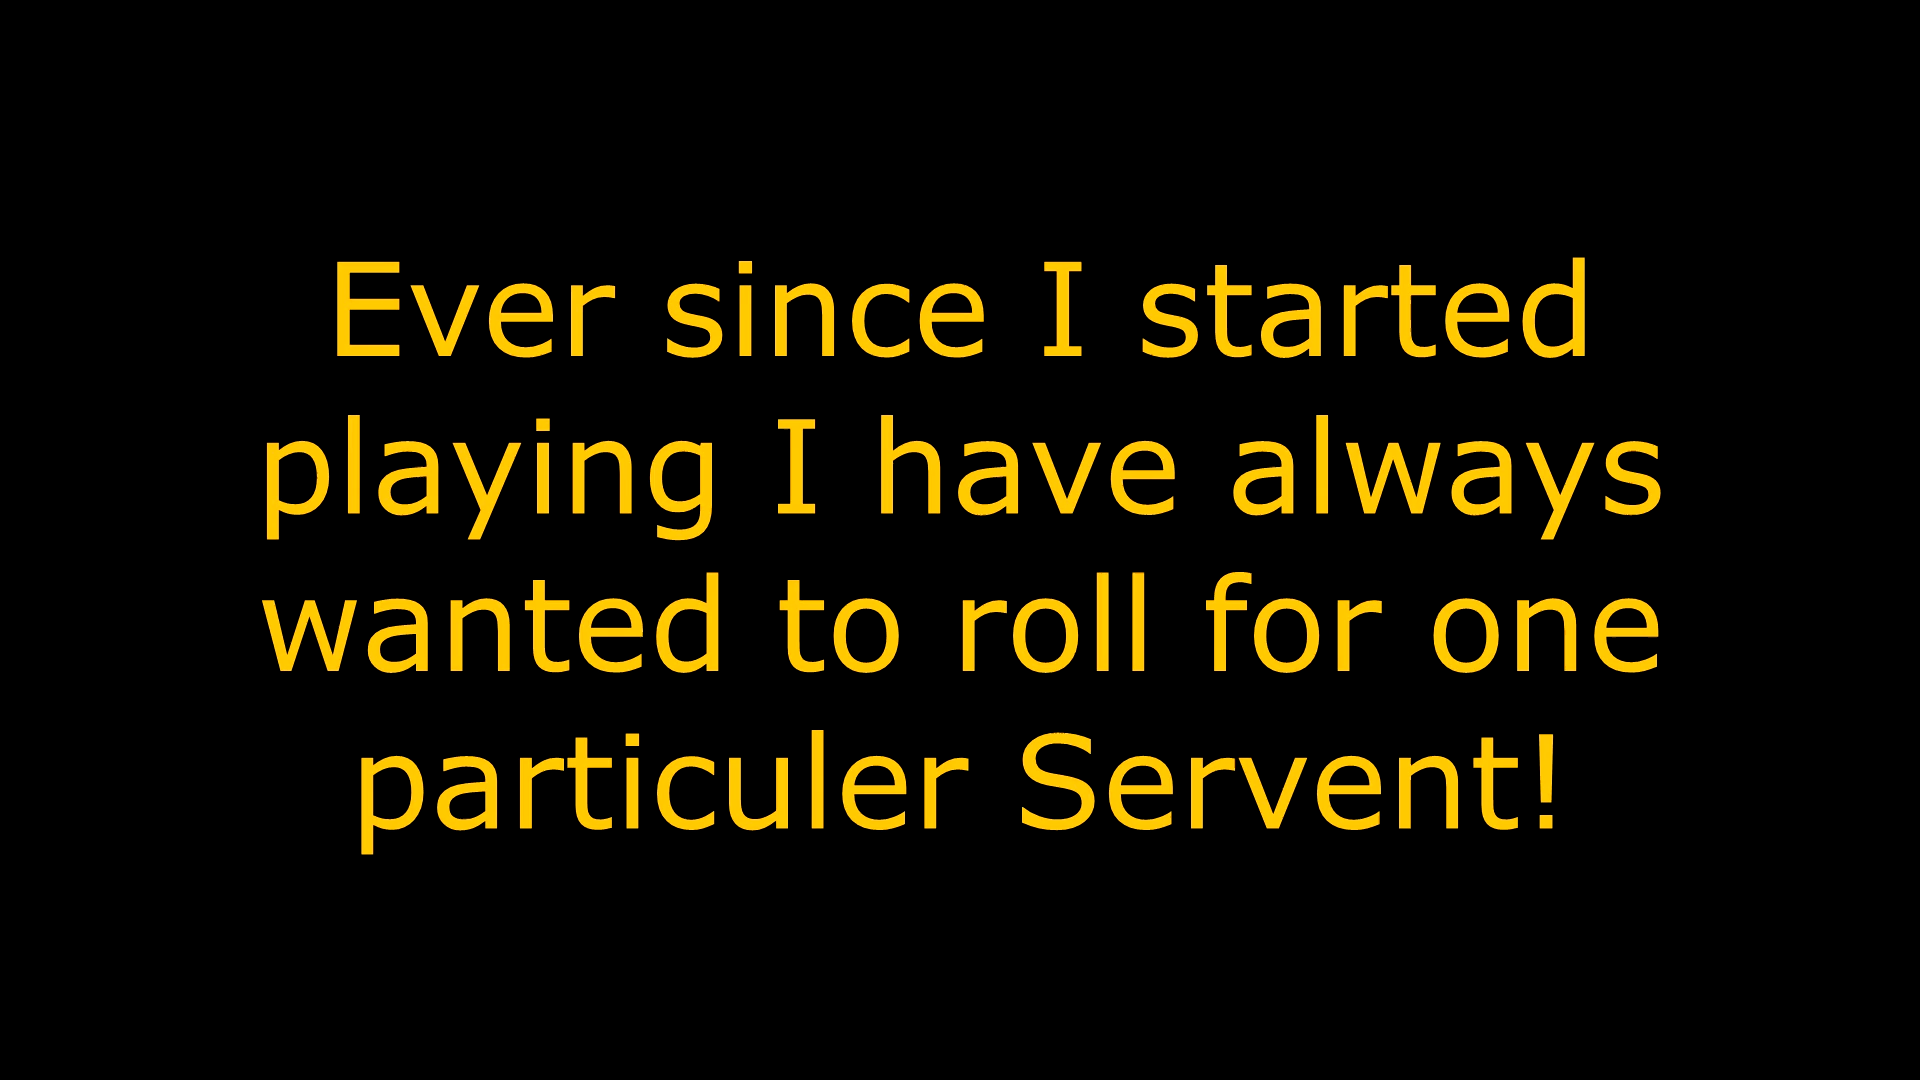 Ever since I started
playing I have always
wanted to roll for one
particuler Servent!